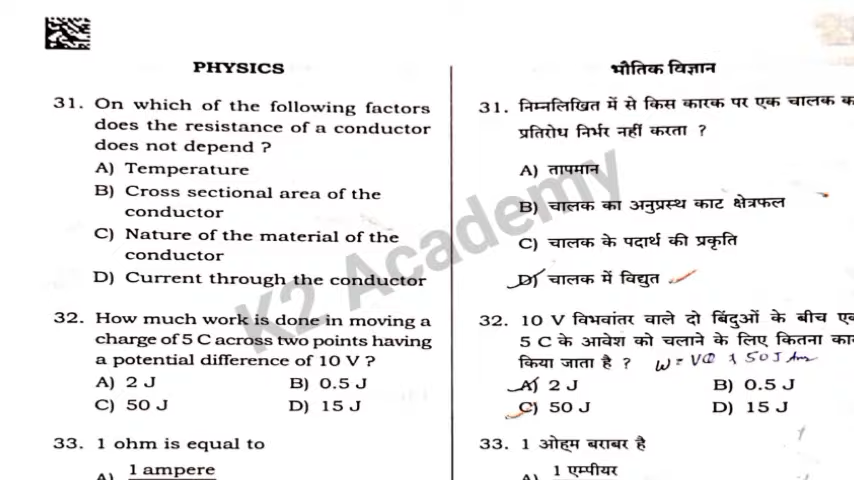 PHYSICS
31. On which of the following factors
does the resistance of a conductor
does not depend ?
A) Temperature
B) Cross sectional area of the
conductor
C) Nature of the material of the
conductor
D) Current through the conductor
32. How much work is done in moving a
charge of 5 C across two points having
a potential difference of 10 V ?
A) 2 J B) 0.5 J
C) 50 J D) 15 J
33. 1 ohm is equal to
A) 1 ampere
भौतिक विज्ञान
31. निम्नलिखित में से किस कारक पर एक चालक क
प्रतिरोध निर्भर नहीं करता ?
A) तापमान
B) चालक का अनुप्रस्थ काट क्षेत्रफल
C) चालक के पदार्थ की प्रकृति
D) चालक में विद्युत
32. 10 V विभवांतर वाले दो बिंदुओं के बीच ए
5 C के आवेश को चलाने के लिए कितना का
किया जाता है ? W = VQ 50 J Ans
A) 2 J B) 0.5 J
C) 50 J D) 15 J
33. 1 ओह्म बराबर है
A) 1 एम्पीयर
K2 Academy